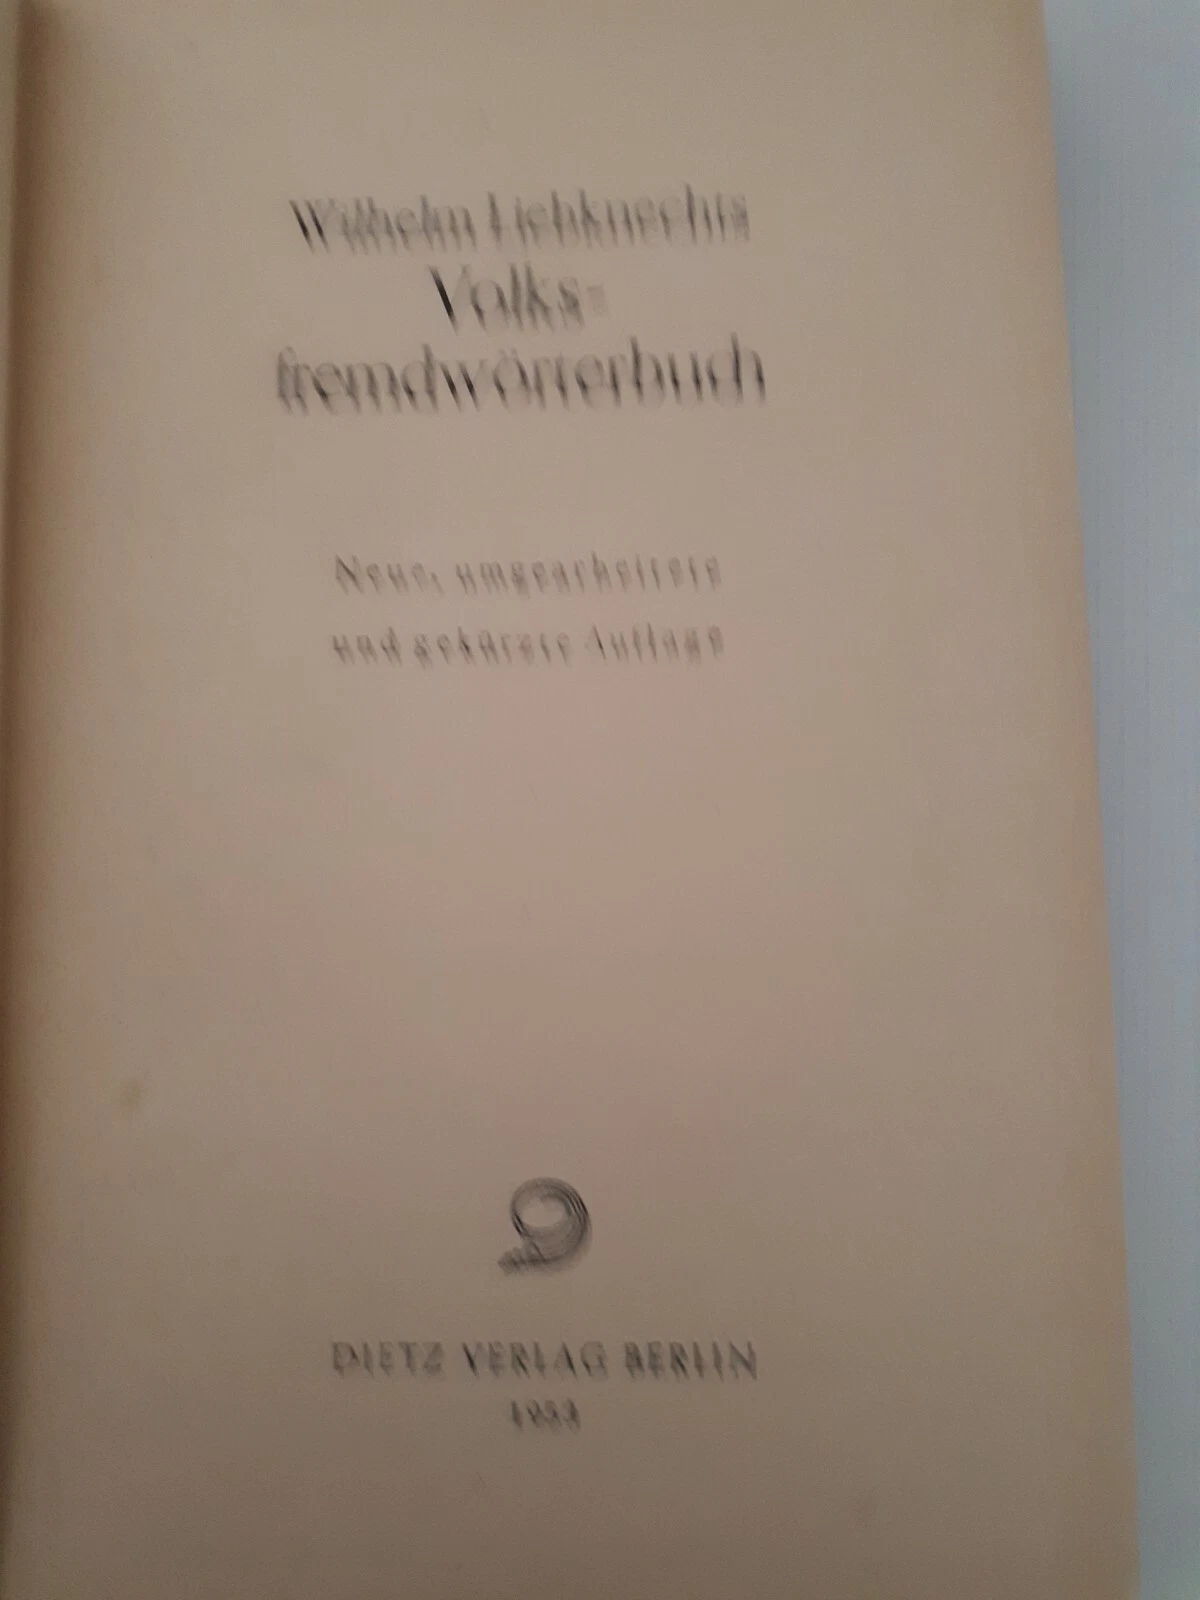 Wilhelm Liebknechts
Volks=
fremdwörterbuch
Neue, umgearbeitete
und gekürzte Auflage
DIETZ VERLAG BERLIN